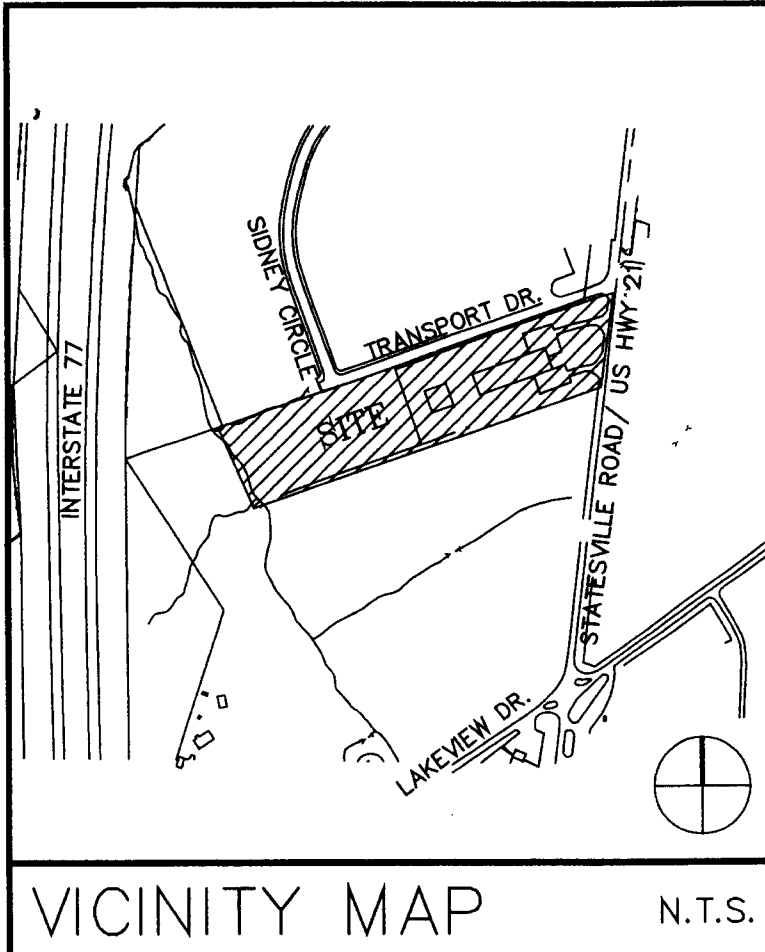 SIDNEY CIRCLE
TRANSPORT DR.
STATESVILLE ROAD/ US HWY 21
INTERSTATE 77
SITE
LAKEVIEW DR.
VICINITY MAP
N.T.S.